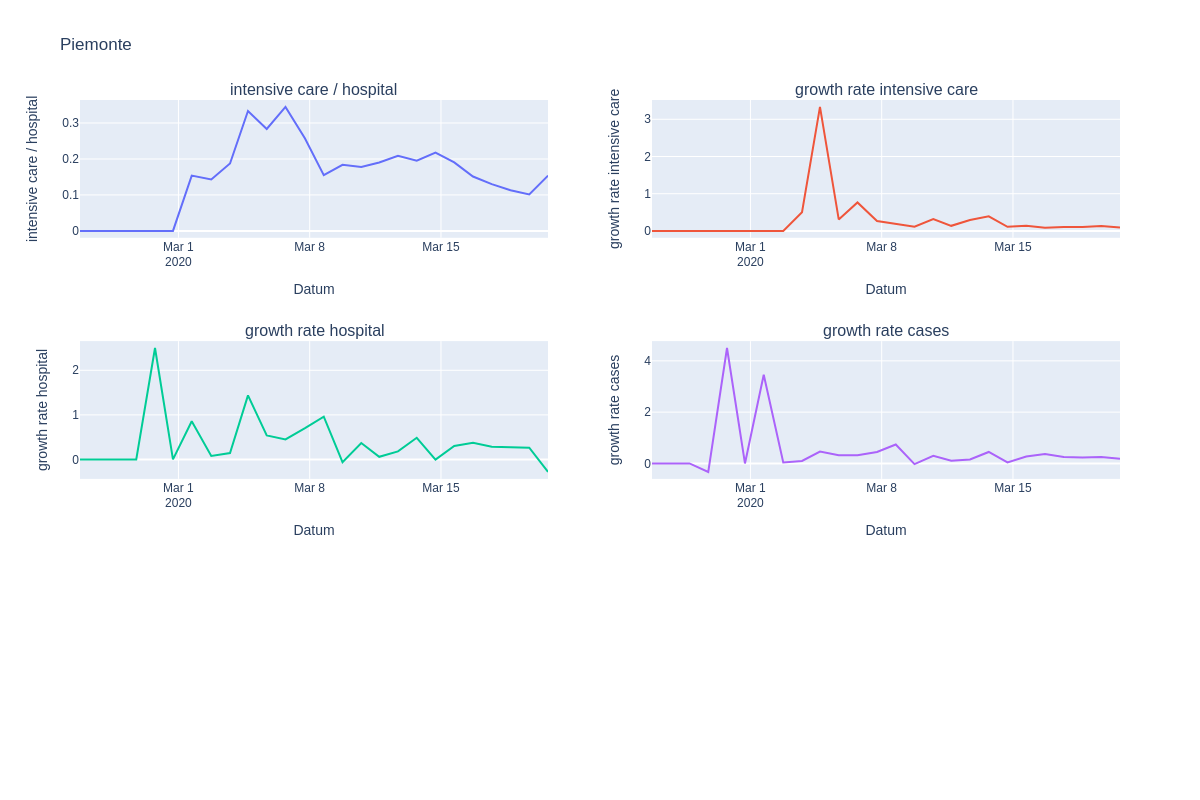 Piemonte
intensive care / hospital
intensive care / hospital
0.3
0.2
0.1
0
Mar 1
2020
Mar 8
Mar 15
Datum
growth rate intensive care
growth rate intensive care
3
2
1
0
Mar 1
2020
Mar 8
Mar 15
Datum
growth rate hospital
growth rate hospital
2
1
0
Mar 1
2020
Mar 8
Mar 15
Datum
growth rate cases
growth rate cases
4
2
0
Mar 1
2020
Mar 8
Mar 15
Datum